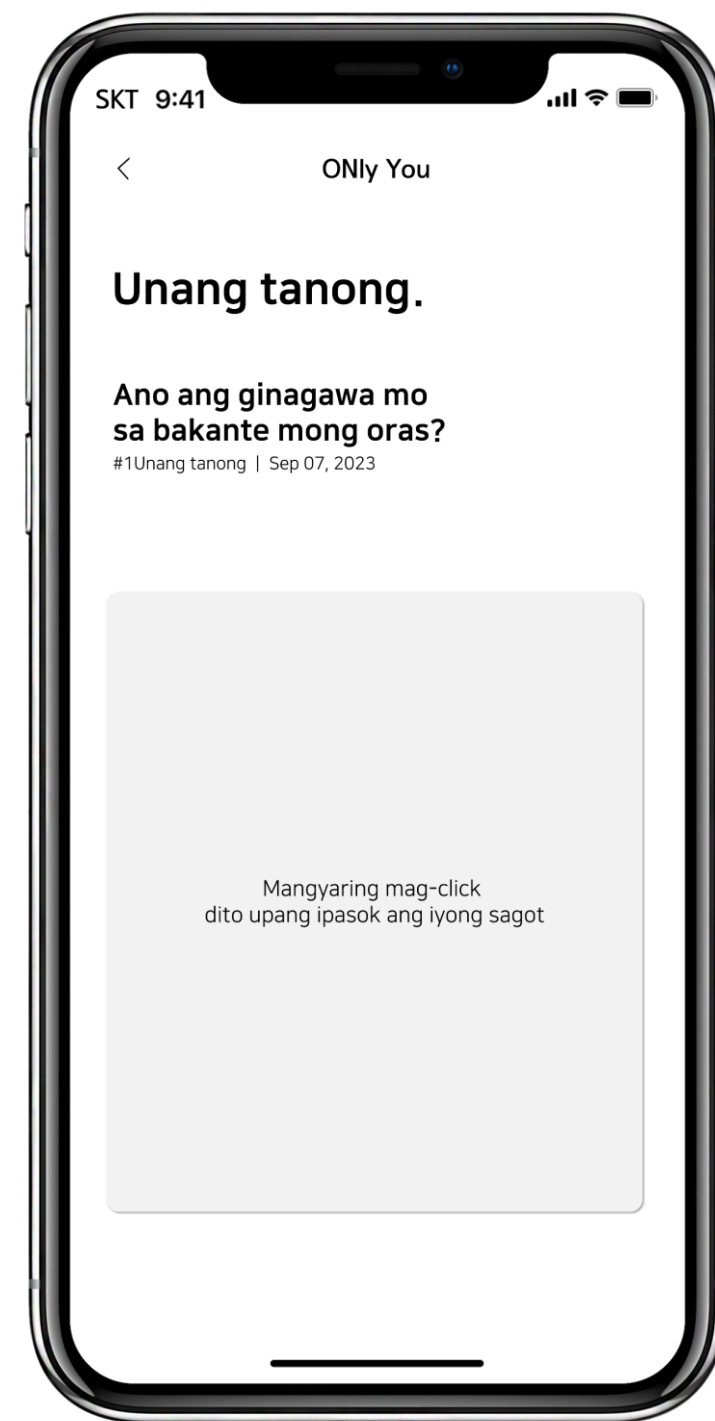 SKT 9:41
ONly You
Unang tanong.
Ano ang ginagawa mo
sa bakante mong oras?
#1Unang tanong | Sep 07, 2023
Mangyaring mag-click
dito upang ipasok ang iyong sagot